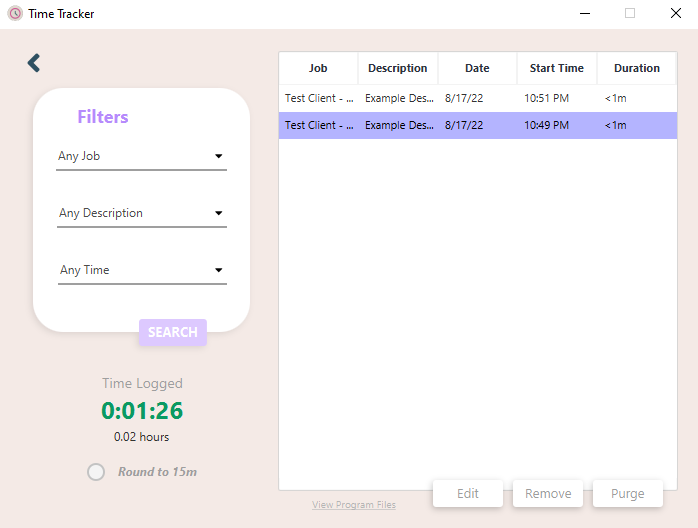 Time Tracker
Filters
Any Job
Any Description
Any Time
SEARCH
Time Logged
0:01:26
0.02 hours
Round to 15m
Job Description Date Start Time Duration
Test Client - ... Example Des... 8/17/22 10:51 PM <1m
Test Client - ... Example Des... 8/17/22 10:49 PM <1m
View Program Files
Edit Remove Purge